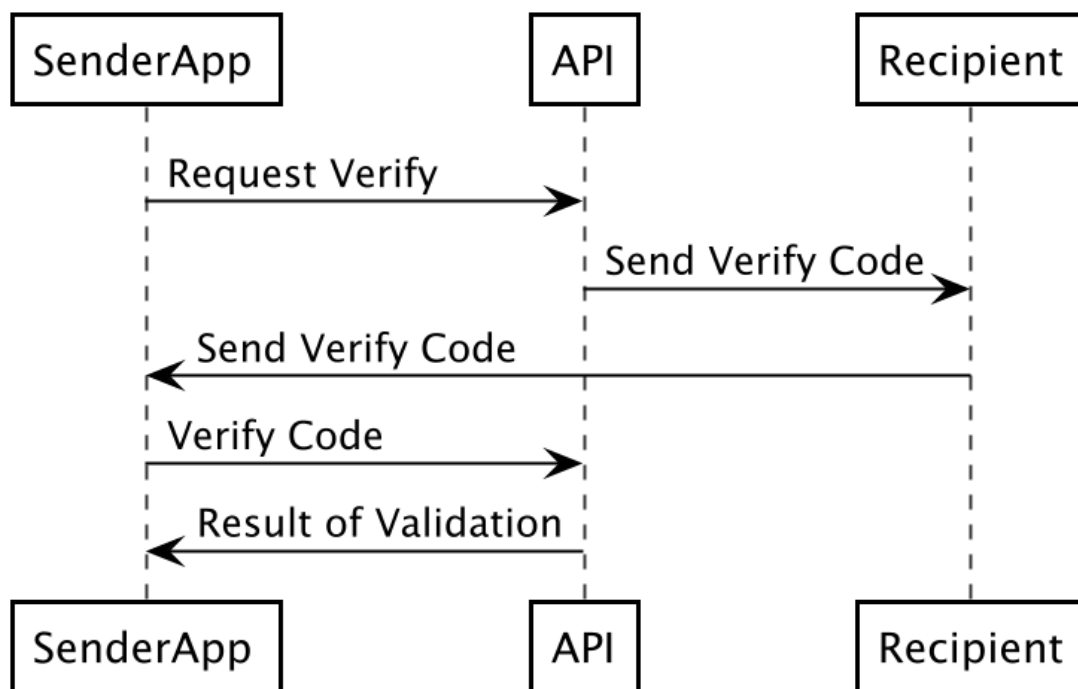 SenderApp
API
Recipient
Request Verify
Send Verify Code
Send Verify Code
Verify Code
Result of Validation
SenderApp
API
Recipient